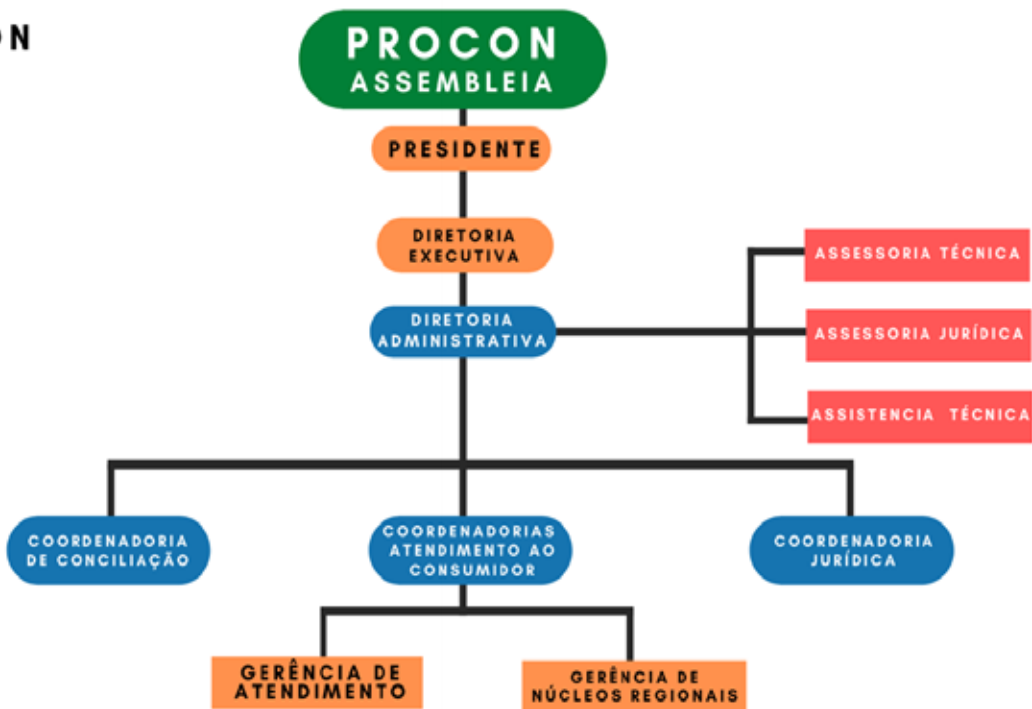 ON
PROCON
ASSEMBLEIA
PRESIDENTE
DIRETORIA
EXECUTIVA
DIRETORIA
ADMINISTRATIVA
ASSESSORIA TÉCNICA
ASSESSORIA JURÍDICA
ASSISTENCIA TÉCNICA
COORDENADORIA
DE CONCILIAÇÃO
COORDENADORIAS
ATENDIMENTO AO
CONSUMIDOR
COORDENADORIA
JURÍDICA
GERÊNCIA DE
ATENDIMENTO
GERÊNCIA DE
NÚCLEOS REGIONAIS